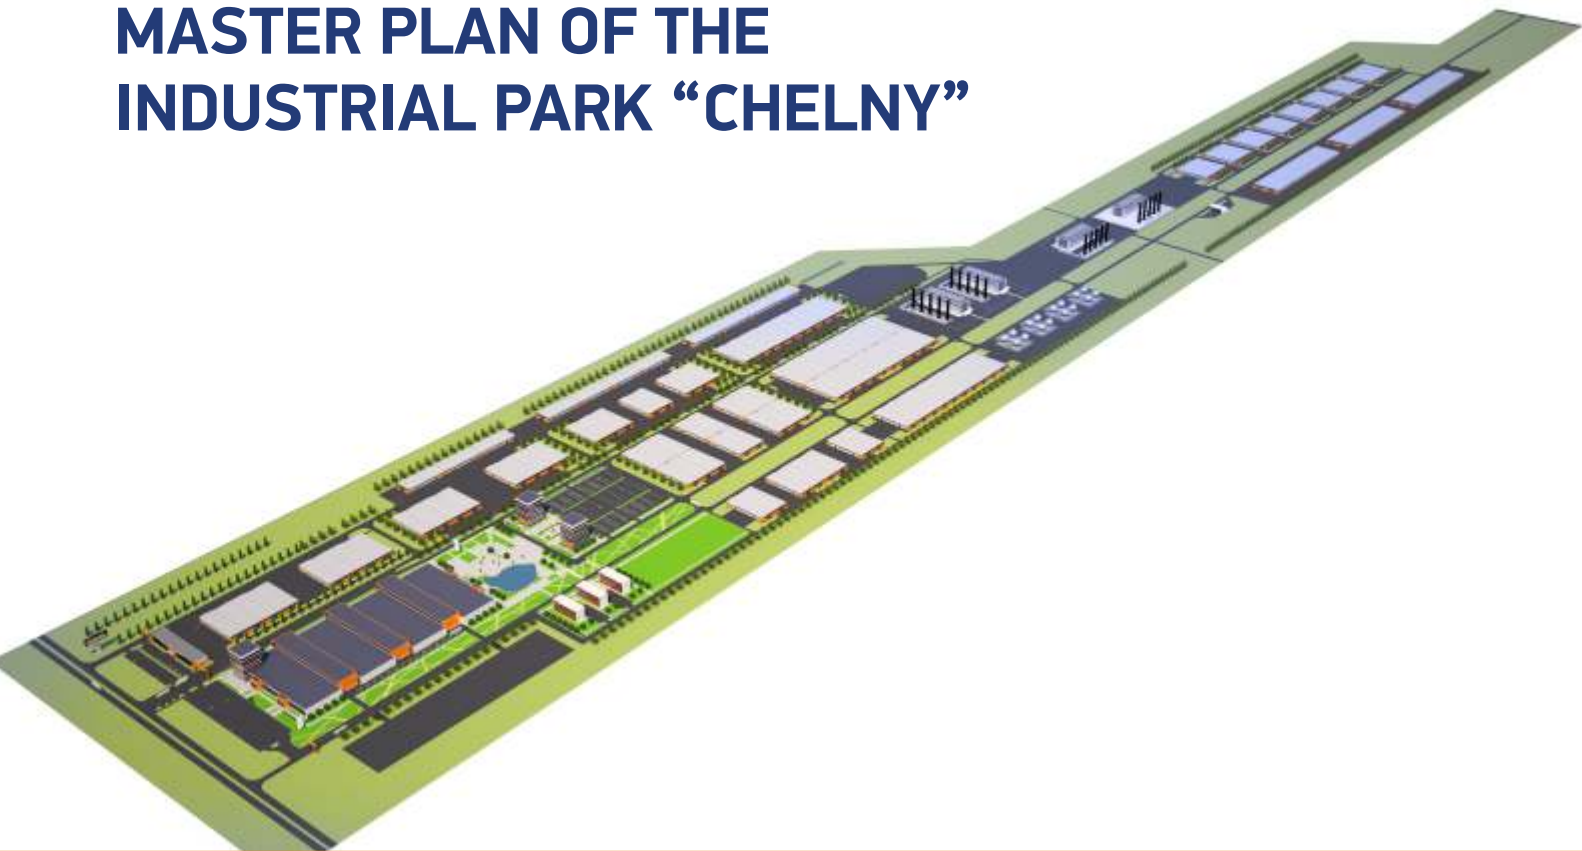 MASTER PLAN OF THE
INDUSTRIAL PARK “CHELNY”